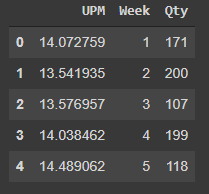 UPM Week Qty
0 14.072759 1 171
1 13.541935 2 200
2 13.576957 3 107
3 14.038462 4 199
4 14.489062 5 118